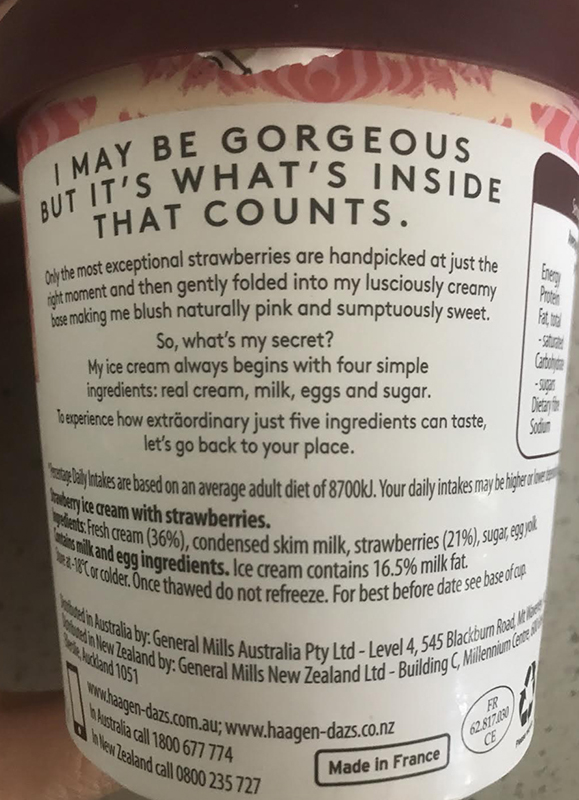 I MAY BE GORGEOUS
BUT IT'S WHAT'S INSIDE
THAT COUNTS.
Only the most exceptional strawberries are handpicked at just the
right moment and then gently folded into my lusciously creamy
base making me blush naturally pink and sumptuously sweet.
So, what's my secret?
My ice cream always begins with four simple
ingredients: real cream, milk, eggs and sugar.
To experience how extraordinary just five ingredients can taste,
let's go back to your place.
Daily Intakes are based on an average adult diet of 8700kJ. Your daily intakes may be higher or lower
Strawberry ice cream with strawberries.
Ingredients: Fresh cream (36%), condensed skim milk, strawberries (21%), sugar, egg yolk.
Contains milk and egg ingredients. Ice cream contains 16.5% milk fat.
Store at -18°C or colder. Once thawed do not refreeze. For best before date see base of cup.
Distributed in Australia by: General Mills Australia Pty Ltd - Level 4, 545 Blackburn Road, Mt
Distributed in New Zealand by: General Mills New Zealand Ltd - Building C, Millennium Centre
Auckland 1051
www.haagen-dazs.com.au; www.haagen-dazs.co.nz
In Australia call 1800 677 774
In New Zealand call 0800 235 727
Made in France
FR
62.817.030
CE
Energy
Protein
Fat, total
- saturated
Carbohydrate
- sugars
Dietary fibre
Sodium